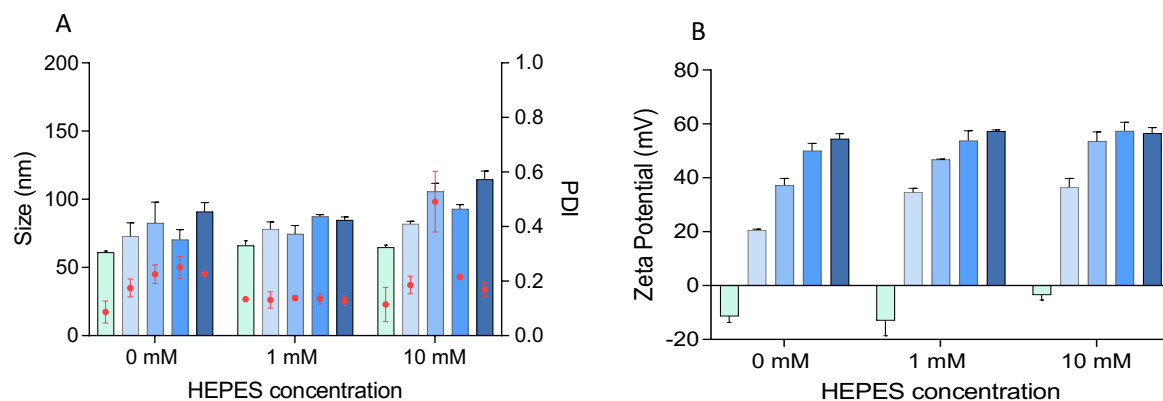 A
200
150
100
50
0
Size (nm)
1.0
0.8
0.6
0.4
0.2
0.0
PDI
0 mM 1 mM 10 mM
HEPES concentration
B
80
60
40
20
0
-20
Zeta Potential (mV)
0 mM 1 mM 10 mM
HEPES concentration